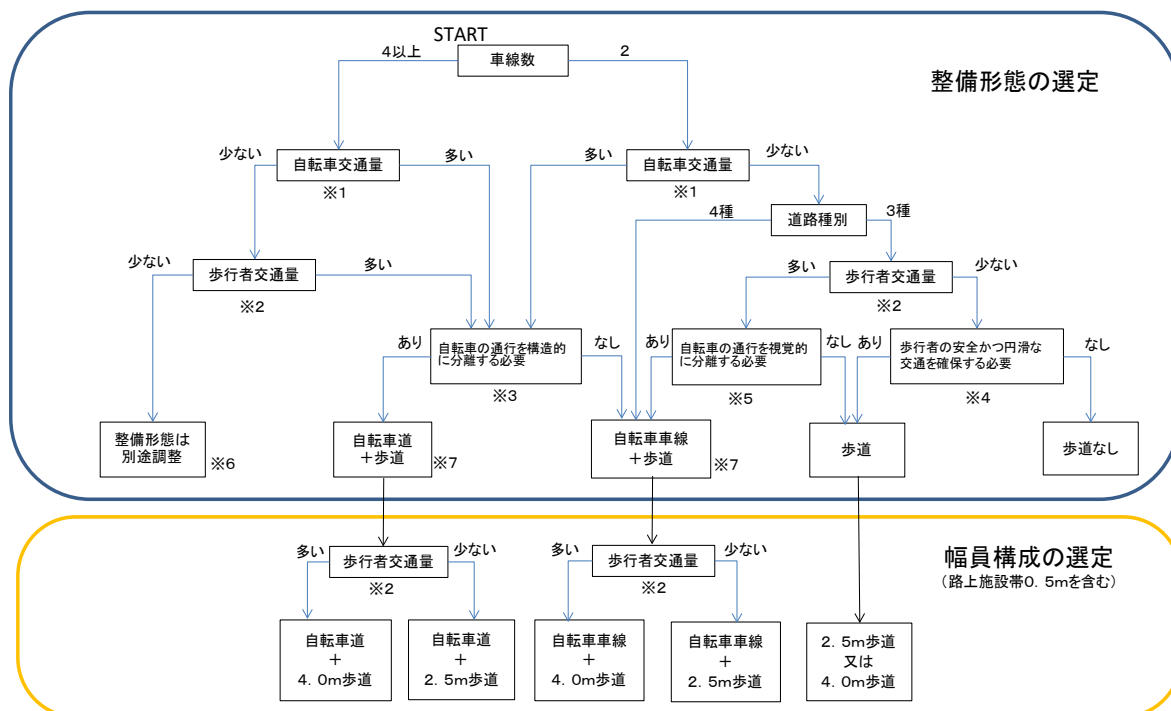 START
4以上
車線数
2
整備形態の選定
少ない
自転車交通量
多い
※1
多い
自転車交通量
少ない
※1
4種
道路種別
3種
少ない
歩行者交通量
多い
※2
多い
歩行者交通量
少ない
※2
あり
自転車の通行を構造的
に分離する必要
なし
※3
あり
自転車の通行を視覚的
に分離する必要
なし
※5
あり
歩行者の安全かつ円滑な
交通を確保する必要
なし
※4
整備形態は
別途調整
※6
自転車道
+歩道
※7
自転車車線
+歩道
※7
歩道
歩道なし
幅員構成の選定
(路上施設帯0.5mを含む)
多い
歩行者交通量
少ない
※2
多い
歩行者交通量
少ない
※2
自転車道
+
4.0m歩道
自転車道
+
2.5m歩道
自転車車線
+
4.0m歩道
自転車車線
+
2.5m歩道
2.5m歩道
又は
4.0m歩道